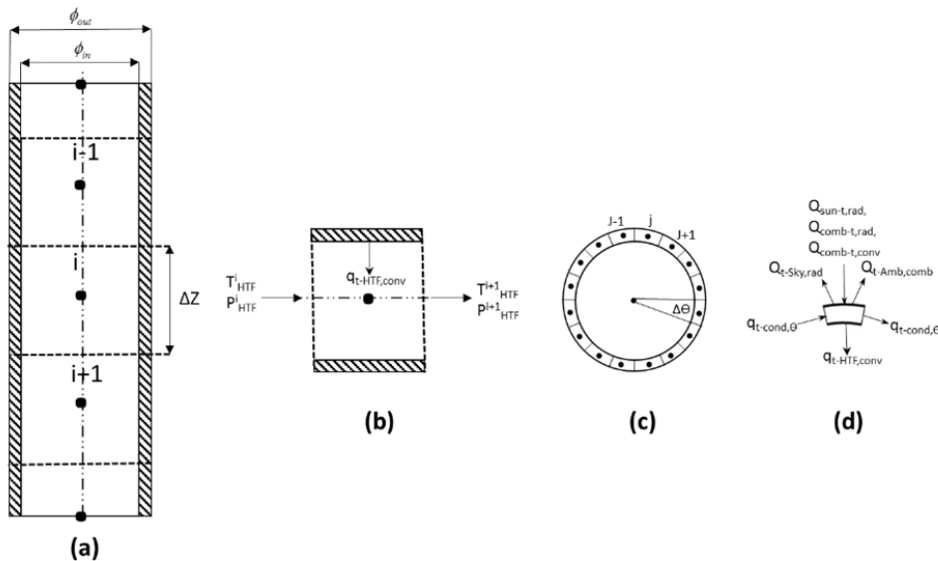 ϕout
ϕin
i-1
i
ΔZ
i+1
(a)
TiHTF
PiHTF
qt-HTF,conv
Ti+1HTF
Pi+1HTF
(b)
J-1
j
J+1
Δϴ
(c)
Qsun-t,rad,
Qcomb-t,rad,
Qcomb-t,conv
Qt-Sky,rad
Qt-Amb,comb
qt-cond,ϴ
qt-cond,ϴ
qt-HTF,conv
(d)